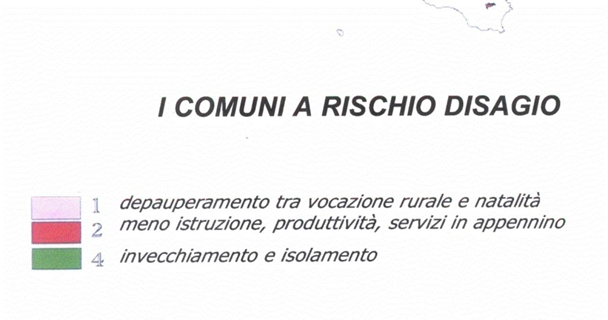 I COMUNI A RISCHIO DISAGIO
1 depauperamento tra vocazione rurale e natalità
2 meno istruzione, produttività, servizi in appennino
4 invecchiamento e isolamento